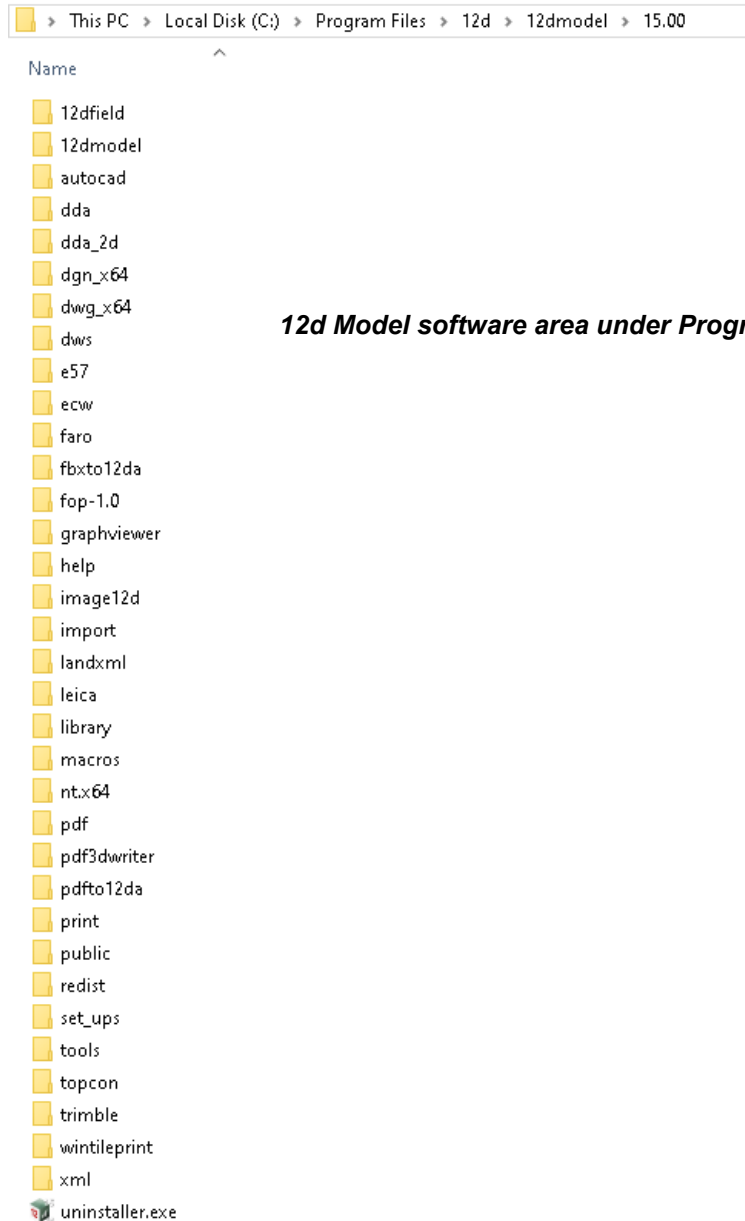 This PC > Local Disk (C:) > Program Files > 12d > 12dmodel > 15.00
Name
12dfield
12dmodel
autocad
dda
dda_2d
dgn_x64
dwg_x64
12d Model software area under Progr
dws
e57
ecw
faro
fbxto12da
fop-1.0
graphviewer
help
image12d
import
landxml
leica
library
macros
nt.x64
pdf
pdf3dwriter
pdfto12da
print
public
redist
set_ups
tools
topcon
trimble
wintileprint
xml
uninstaller.exe